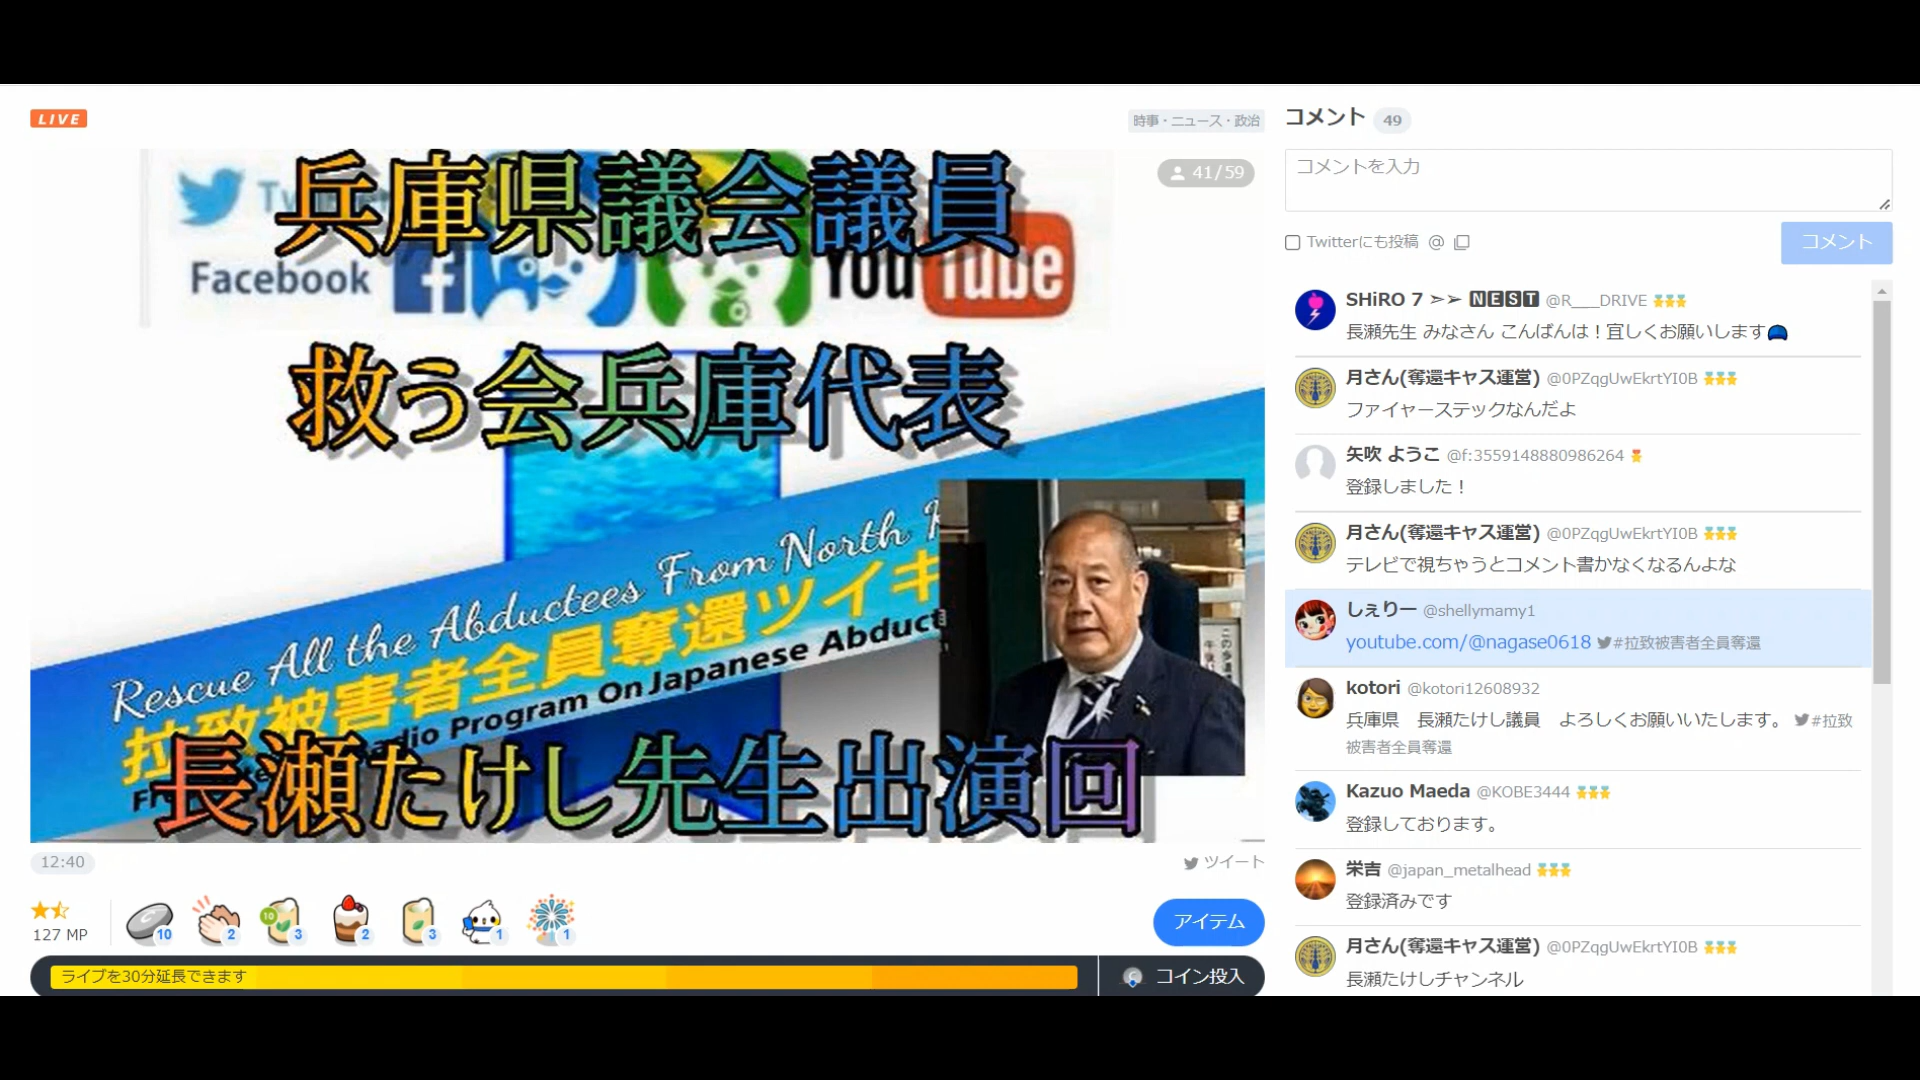 LIVE
時事・ニュース・政治
41/59
兵庫県議会議員
Facebook
YouTube
救う会兵庫代表
Rescue All the Abductees From North
拉致被害者全員奪還ツイキ
Radio Program On Japanese Abduct
長瀬たけし先生出演回
12:40
ツイート
127 MP
10
2
10
3
2
3
1
1
アイテム
ライブを30分延長できます
コイン投入
コメント 49
コメントを入力
Twitterにも投稿 @
コメント
SHiRO 7 ➣➢ NEST @R___DRIVE
長瀬先生 みなさん こんばんは！宜しくお願いします
月さん(奪還キャス運営) @0PZqgUwEkrtYI0B
ファイヤーステックなんだよ
矢吹 ようこ @f:3559148880986264
登録しました！
月さん(奪還キャス運営) @0PZqgUwEkrtYI0B
テレビで視ちゃうとコメント書かなくなるんよな
しぇりー @shellymamy1
youtube.com/@nagase0618 #拉致被害者全員奪還
kotori @kotori12608932
兵庫県　長瀬たけし議員　よろしくお願いいたします。 #拉致
被害者全員奪還
Kazuo Maeda @KOBE3444
登録しております。
栄吉 @japan_metalhead
登録済みです
月さん(奪還キャス運営) @0PZqgUwEkrtYI0B
長瀬たけしチャンネル